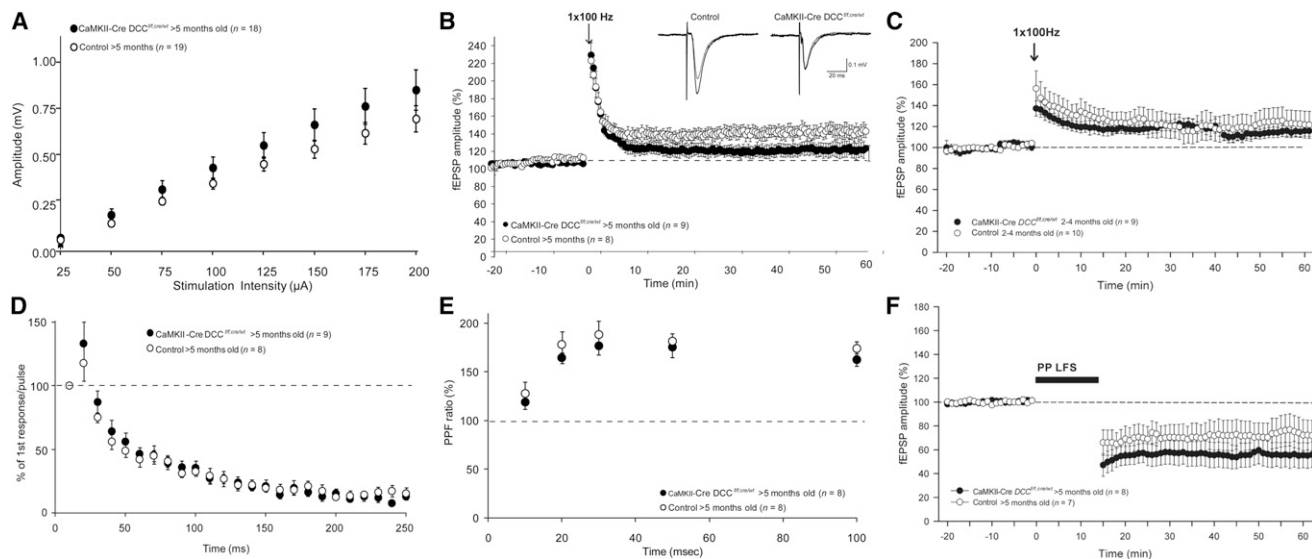 A
CaMKII-Cre DCC f/f,cre/wt >5 months old (n = 18)
Control >5 months (n = 19)
Amplitude (mV)
1.00
0.75
0.50
0.25
0.00
25 50 75 100 125 150 175 200
Stimulation Intensity (μA)
B
1x100 Hz
Control
CaMKII-Cre DCC f/f,cre/wt
0.1 mV
20 ms
fEPSP amplitude (%)
240
220
200
180
160
140
120
100
80
60
40
20
0
CaMKII-Cre DCC f/f,cre/wt >5 months old (n = 9)
Control >5 months (n = 8)
-20 -10 0 10 20 30 40 50 60
Time (min)
C
1x100Hz
fEPSP amplitude (%)
200
180
160
140
120
100
80
60
40
20
0
CaMKII-Cre DCC f/f,cre/wt 2-4 months old (n = 9)
Control 2-4 months old (n = 10)
-20 -10 0 10 20 30 40 50 60
Time (min)
D
CaMKII-Cre DCC f/f,cre/wt >5 months old (n = 9)
Control >5 months old (n = 8)
% of 1st response/pulse
150
100
50
0
0 50 100 150 200 250
Time (ms)
E
PPF ratio (%)
200
150
100
50
0
CaMKII-Cre DCC f/f,cre/wt >5 months old (n = 8)
Control >5 months old (n = 8)
0 20 40 60 80 100
Time (msec)
F
PP LFS
fEPSP amplitude (%)
180
160
140
120
100
80
60
40
20
0
CaMKII-Cre DCC f/f,cre/wt >5 months old (n = 8)
Control >5 months old (n = 7)
-20 -10 0 10 20 30 40 50 60
Time (min)